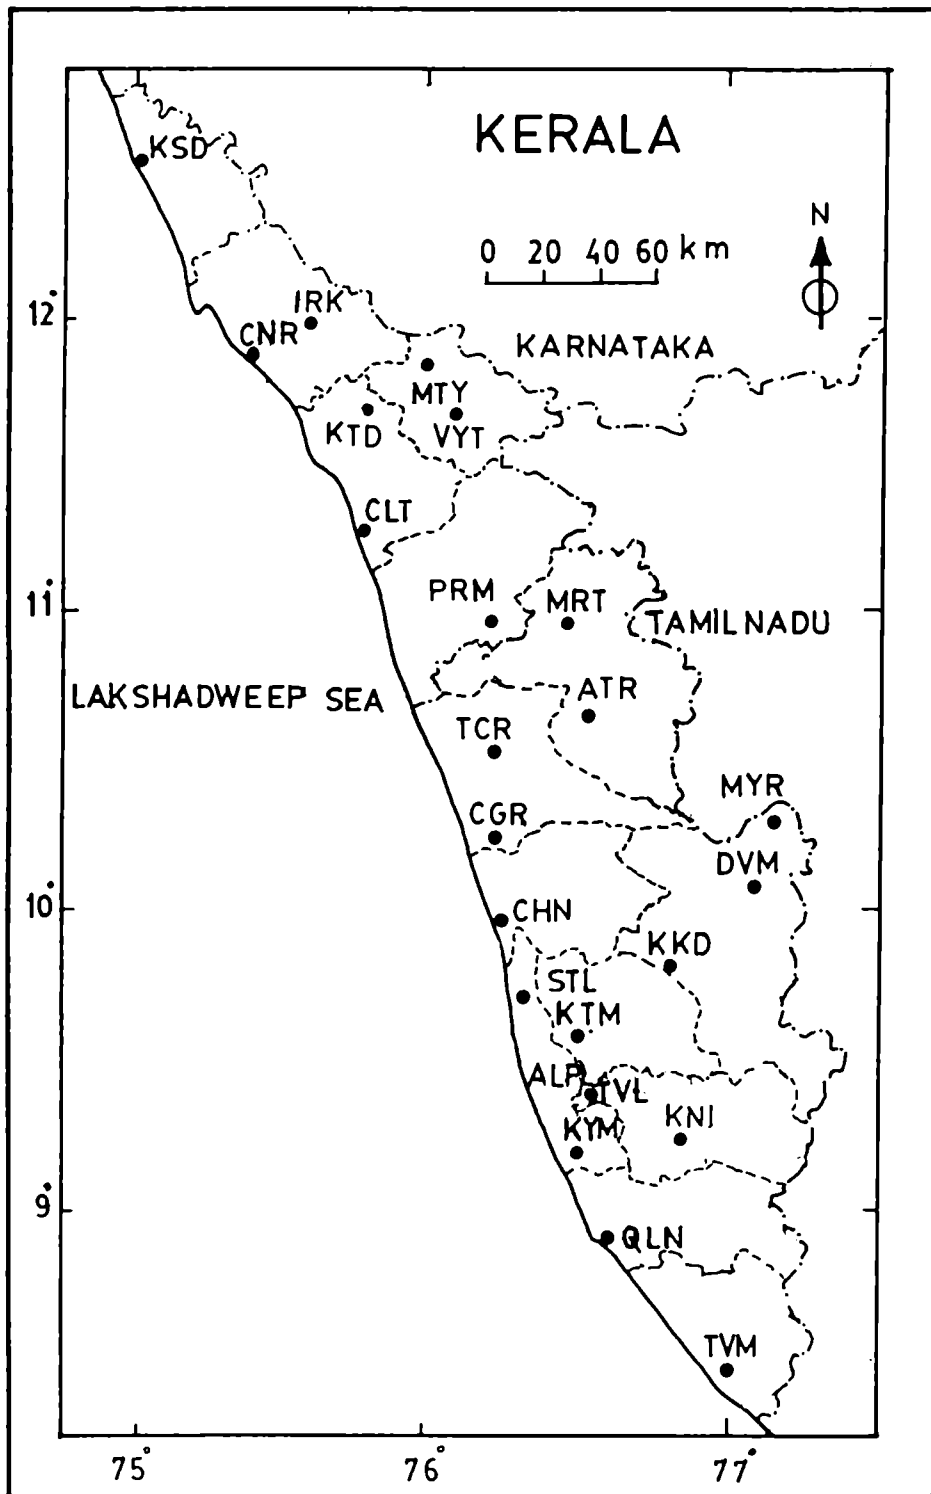 KERALA
KSD
N
0 20 40 60 km
12°
IRK
CNR
KARNATAKA
MTY
KTD
VYT
CLT
11°
PRM
MRT
TAMILNADU
LAKSHADWEEP SEA
ATR
TCR
MYR
CGR
DVM
10°
CHN
KKD
STL
KTM
ALP
TVL
KYM
KNI
9°
QLN
TVM
75°
76°
77°